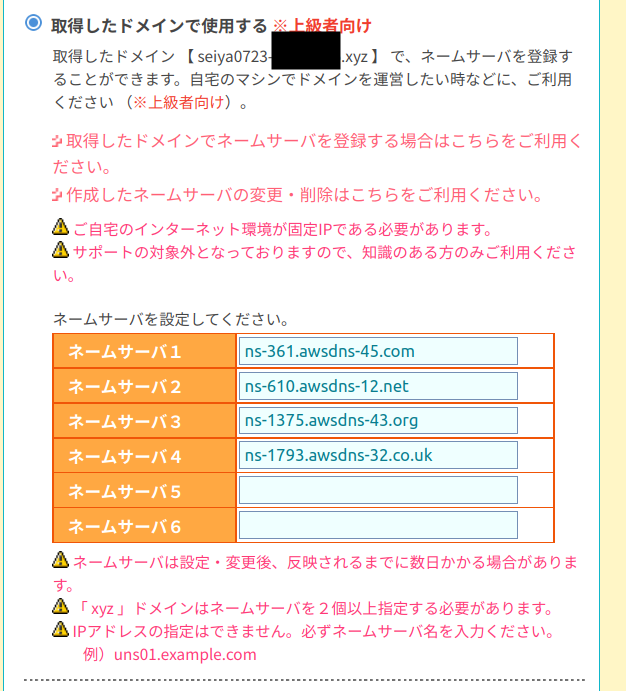 取得したドメインで使用する ※上級者向け
取得したドメイン 【 seiya0723- .xyz 】 で、ネームサーバを登録す
ることができます。自宅のマシンでドメインを運営したい時などに、ご利用
ください （※上級者向け）。
取得したドメインでネームサーバを登録する場合はこちらをご利用く
ださい。
作成したネームサーバの変更・削除はこちらをご利用ください。
ご自宅のインターネット環境が固定IPである必要があります。
サポートの対象外となっておりますので、知識のある方のみご利用くださ
い。
ネームサーバを設定してください。
ネームサーバ１ ns-361.awsdns-45.com
ネームサーバ２ ns-610.awsdns-12.net
ネームサーバ３ ns-1375.awsdns-43.org
ネームサーバ４ ns-1793.awsdns-32.co.uk
ネームサーバ５
ネームサーバ６
ネームサーバは設定・変更後、反映されるまでに数日かかる場合がありま
す。
「 xyz 」ドメインはネームサーバを２個以上指定する必要があります。
IPアドレスの指定はできません。必ずネームサーバ名を入力ください。
例）uns01.example.com